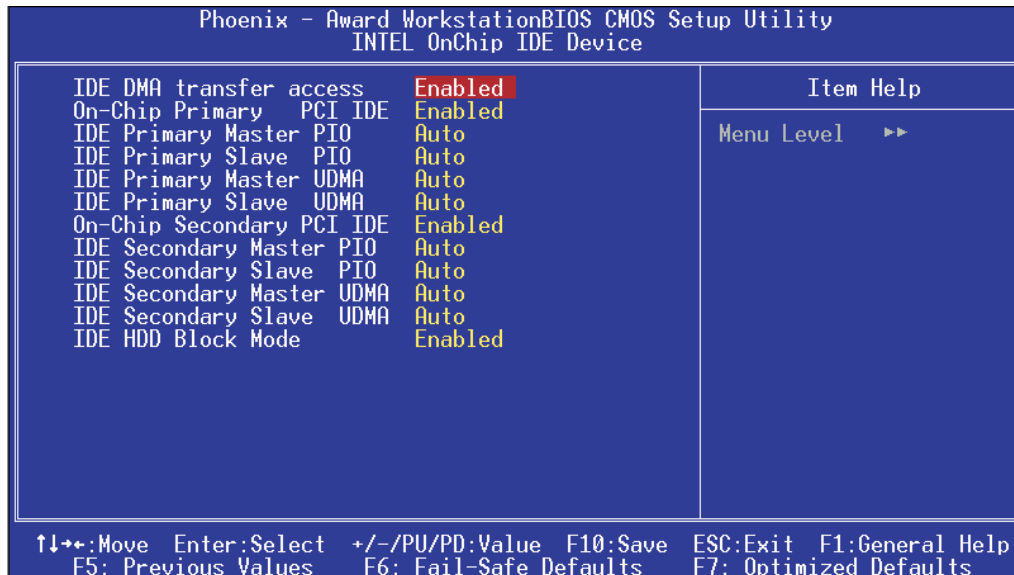 Phoenix - Award WorkstationBIOS CMOS Setup Utility
INTEL OnChip IDE Device
IDE DMA transfer access Enabled
On-Chip Primary PCI IDE Enabled
IDE Primary Master PIO Auto
IDE Primary Slave PIO Auto
IDE Primary Master UDMA Auto
IDE Primary Slave UDMA Auto
On-Chip Secondary PCI IDE Enabled
IDE Secondary Master PIO Auto
IDE Secondary Slave PIO Auto
IDE Secondary Master UDMA Auto
IDE Secondary Slave UDMA Auto
IDE HDD Block Mode Enabled
Item Help
Menu Level ►►
↑↓→←:Move Enter:Select +/-/PU/PD:Value F10:Save ESC:Exit F1:General Help
F5: Previous Values F6: Fail-Safe Defaults F7: Optimized Defaults